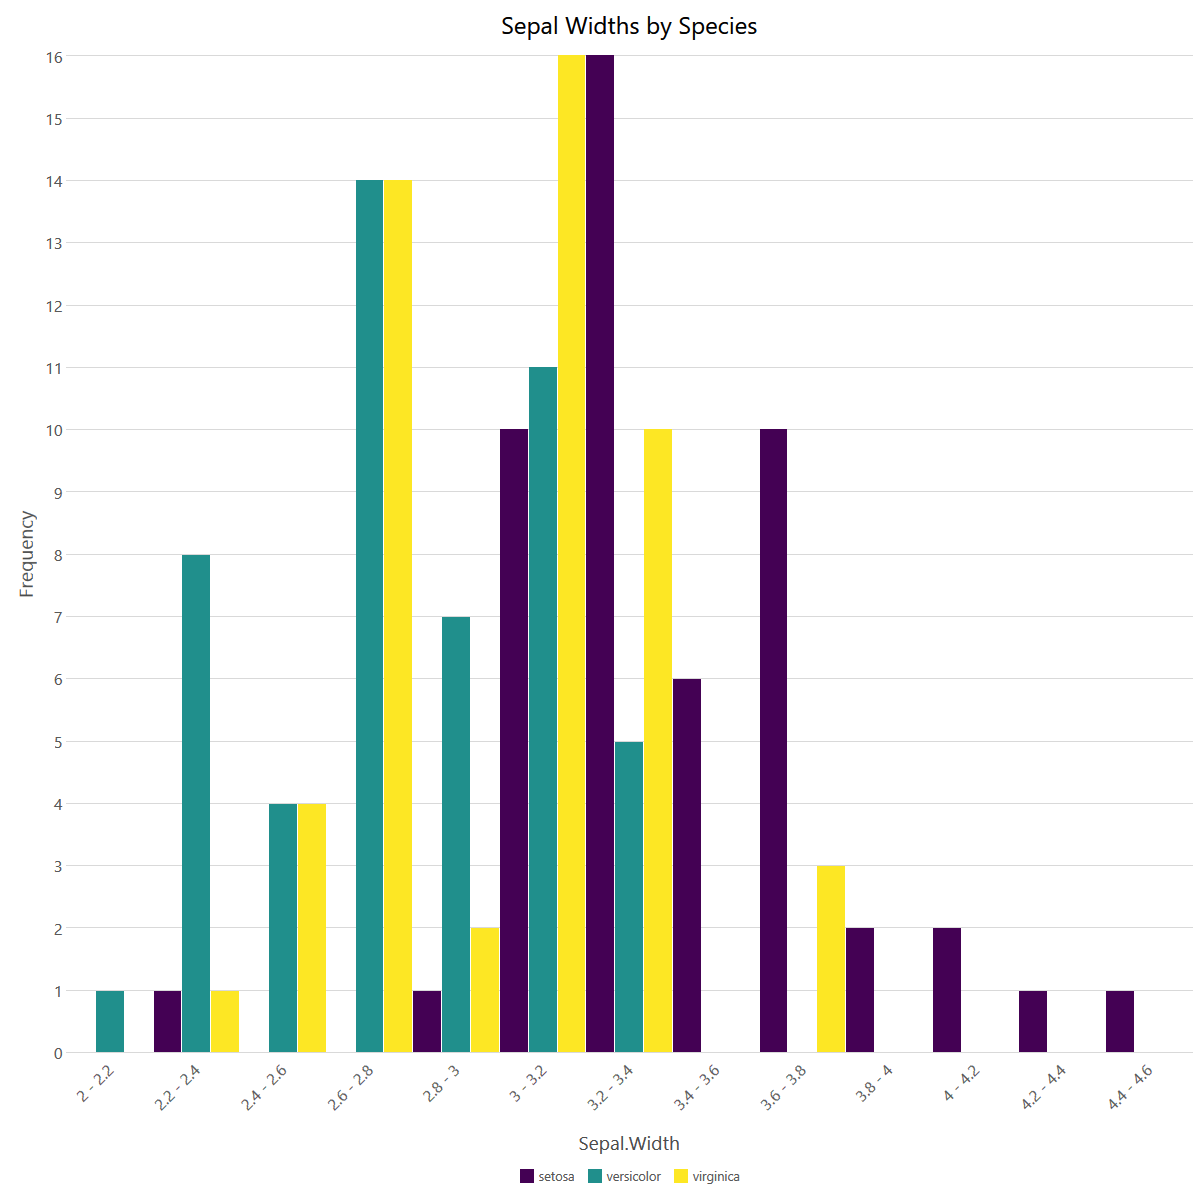 Sepal Widths by Species
16
15
14
13
12
11
10
9
8
7
6
5
4
3
2
1
0
Frequency
2 - 2.2
2.2 - 2.4
2.4 - 2.6
2.6 - 2.8
2.8 - 3
3 - 3.2
3.2 - 3.4
3.4 - 3.6
3.6 - 3.8
3.8 - 4
4 - 4.2
4.2 - 4.4
4.4 - 4.6
Sepal.Width
setosa versicolor virginica